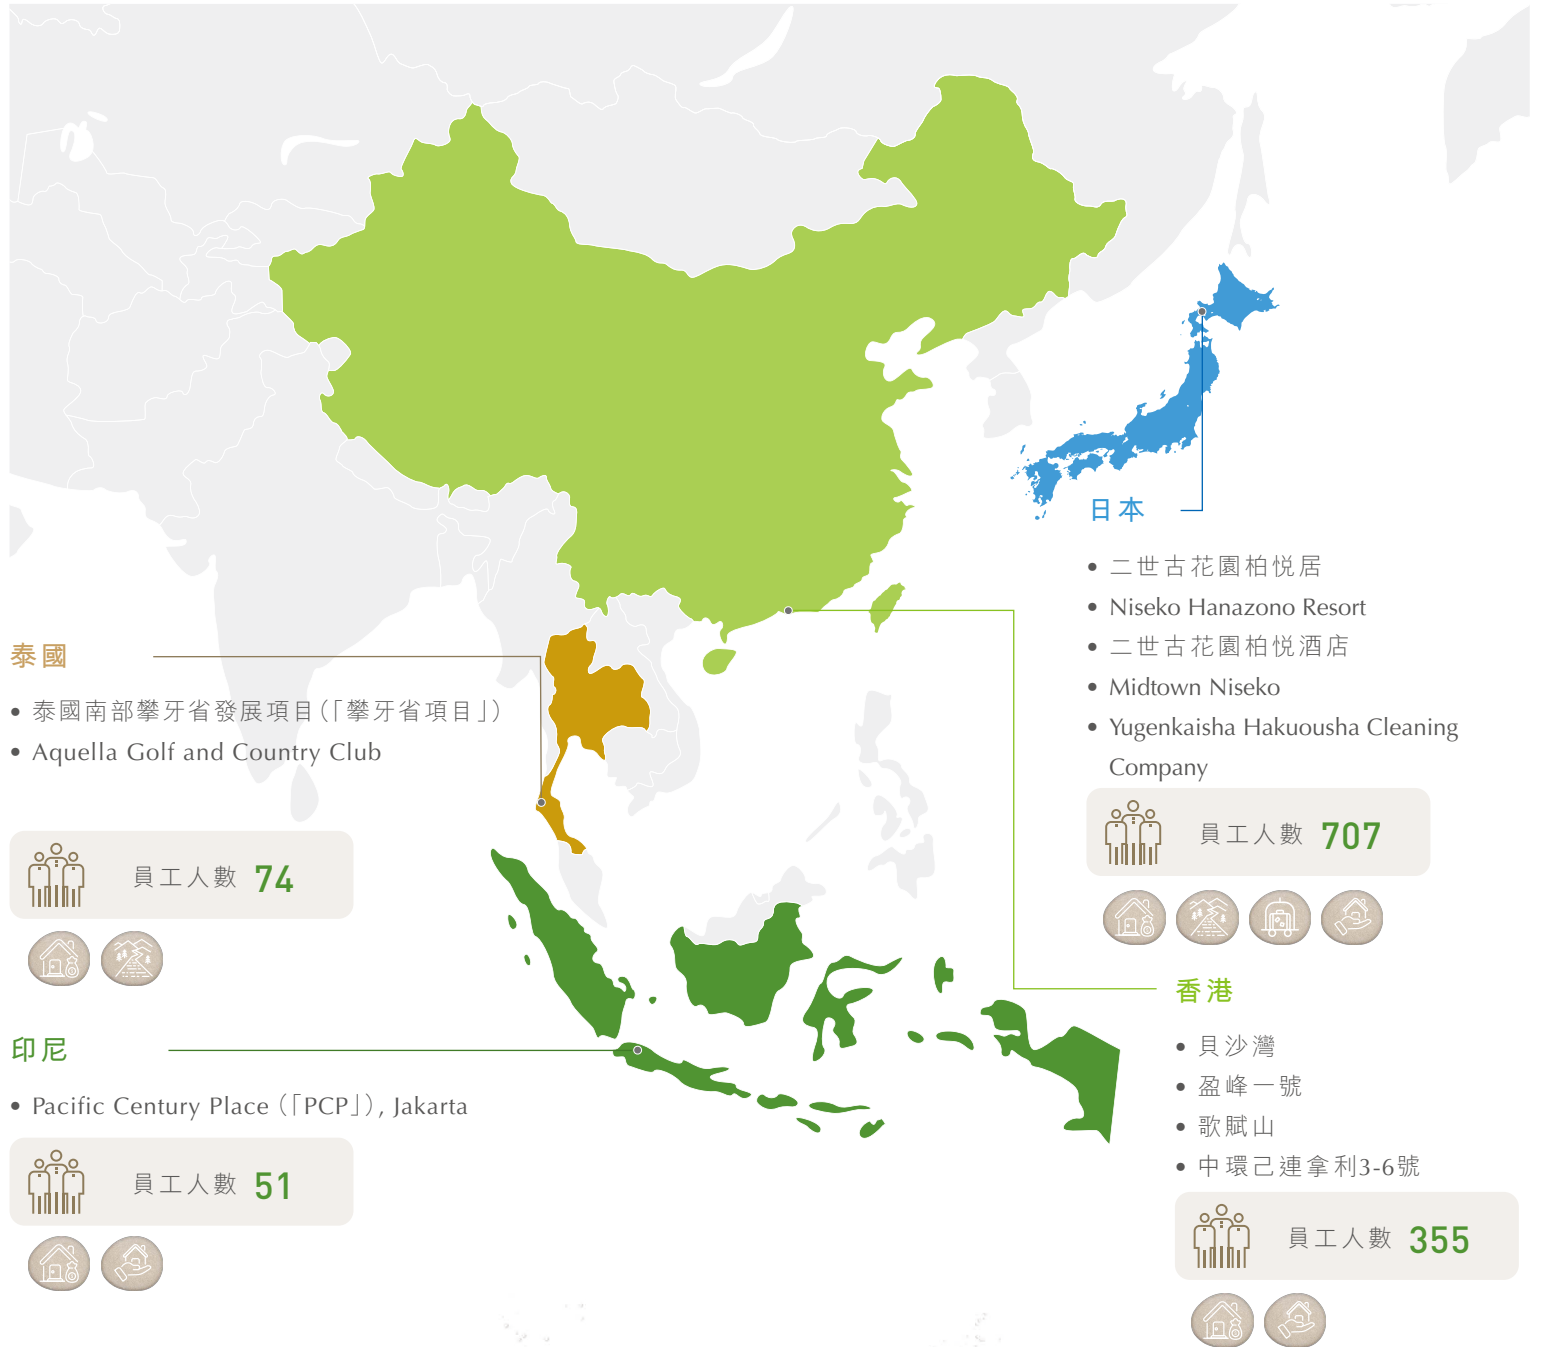 泰國
• 泰國南部攀牙省發展項目(「攀牙省項目」)
• Aquella Golf and Country Club
員工人數 74
印尼
• Pacific Century Place (「PCP」), Jakarta
員工人數 51
日本
• 二世古花園柏悦居
• Niseko Hanazono Resort
• 二世古花園柏悦酒店
• Midtown Niseko
• Yugenkaisha Hakuousha Cleaning
Company
員工人數 707
香港
• 貝沙灣
• 盈峰一號
• 歌賦山
• 中環己連拿利3-6號
員工人數 355